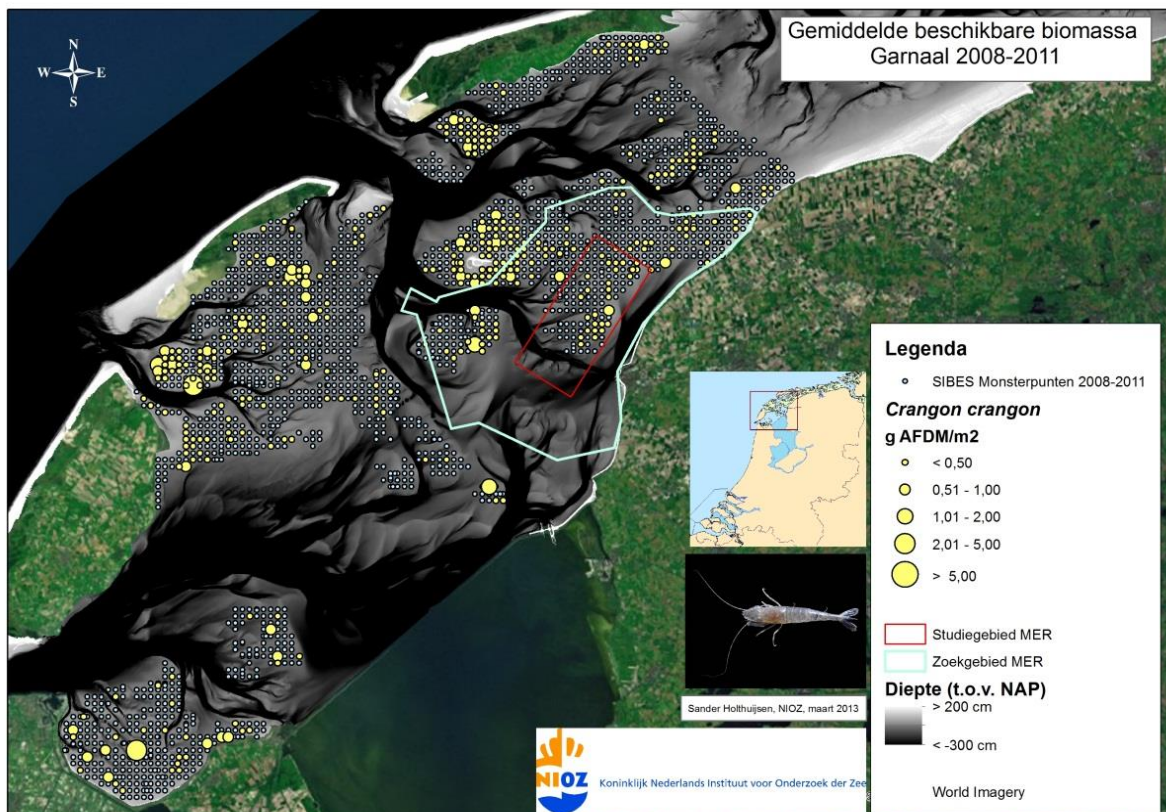 Gemiddelde beschikbare biomassa
Garnaal 2008-2011
N
W E
S
Legenda
SIBES Monsterpunten 2008-2011
Crangon crangon
g AFDM/m2
< 0,50
0,51 - 1,00
1,01 - 2,00
2,01 - 5,00
> 5,00
Studiegebied MER
Zoekgebied MER
Diepte (t.o.v. NAP)
> 200 cm
< -300 cm
World Imagery
Sander Holthuijsen, NIOZ, maart 2013
NIOZ
Koninklijk Nederlands Instituut voor Onderzoek der Zee